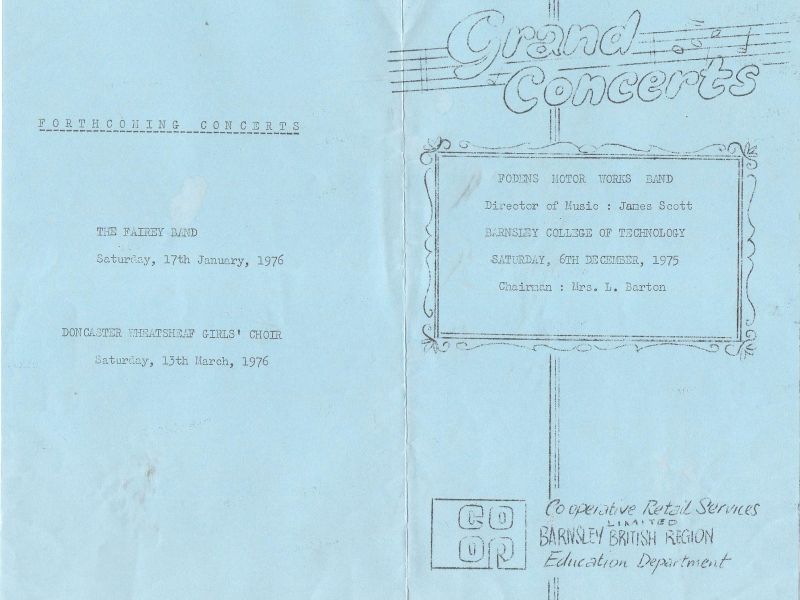 FORTHCOMING CONCERTS
THE FAIREY BAND
Saturday, 17th January, 1976
DONCASTER WHEATSHEAF GIRLS' CHOIR
Saturday, 13th March, 1976
Grand
Concerts
FODENS MOTOR WORKS BAND
Director of Music : James Scott
BARNSLEY COLLEGE OF TECHNOLOGY
SATURDAY, 6TH DECEMBER, 1975
Chairman : Mrs. L. Barton
CO
OP
Cooperative Retail Services
LIMITED
BARNSLEY BRITISH REGION
Education Department